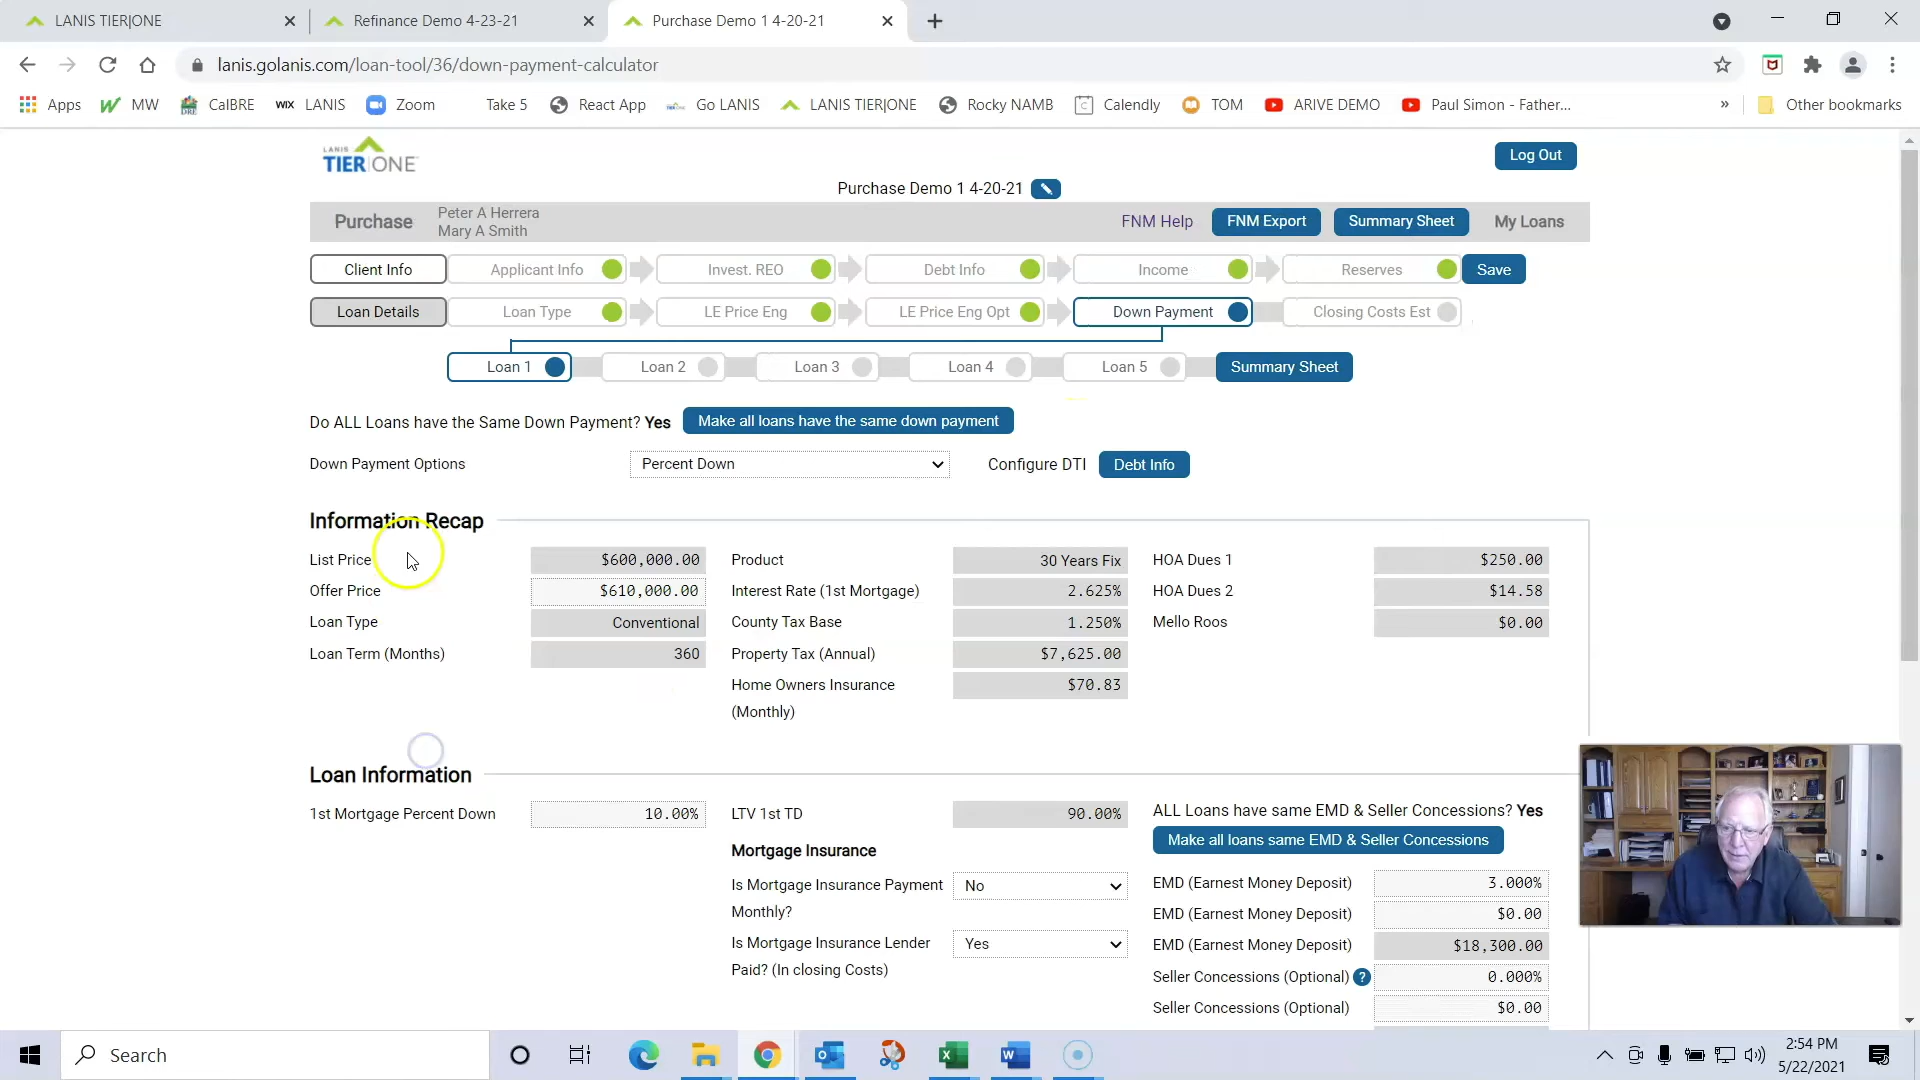 LANIS TIER|ONE
Refinance Demo 4-23-21
Purchase Demo 1 4-20-21
lanis.golanis.com/loan-tool/36/down-payment-calculator
Apps
MW
CalBRE
WIX LANIS
Zoom
Take 5
React App
Go LANIS
LANIS TIER|ONE
Rocky NAMB
Calendly
TOM
ARIVE DEMO
Paul Simon - Father...
»
Other bookmarks
LANIS
TIER|ONE
Log Out
Purchase Demo 1 4-20-21
Purchase
Peter A Herrera
Mary A Smith
FNM Help
FNM Export
Summary Sheet
My Loans
Client Info
Applicant Info
Invest. REO
Debt Info
Income
Reserves
Save
Loan Details
Loan Type
LE Price Eng
LE Price Eng Opt
Down Payment
Closing Costs Est
Loan 1
Loan 2
Loan 3
Loan 4
Loan 5
Summary Sheet
Do ALL Loans have the Same Down Payment? Yes
Make all loans have the same down payment
Down Payment Options
Percent Down
Configure DTI
Debt Info
Information Recap
List Price
$600,000.00
Offer Price
$610,000.00
Loan Type
Conventional
Loan Term (Months)
360
Product
30 Years Fix
Interest Rate (1st Mortgage)
2.625%
County Tax Base
1.250%
Property Tax (Annual)
$7,625.00
Home Owners Insurance
(Monthly)
$70.83
HOA Dues 1
$250.00
HOA Dues 2
$14.58
Mello Roos
$0.00
Loan Information
1st Mortgage Percent Down
10.00%
LTV 1st TD
90.00%
Mortgage Insurance
Is Mortgage Insurance Payment
Monthly?
No
Is Mortgage Insurance Lender
Paid? (In closing Costs)
Yes
ALL Loans have same EMD & Seller Concessions? Yes
Make all loans same EMD & Seller Concessions
EMD (Earnest Money Deposit)
3.000%
EMD (Earnest Money Deposit)
$0.00
EMD (Earnest Money Deposit)
$18,300.00
Seller Concessions (Optional) ?
0.000%
Seller Concessions (Optional)
$0.00
Search
2:54 PM
5/22/2021